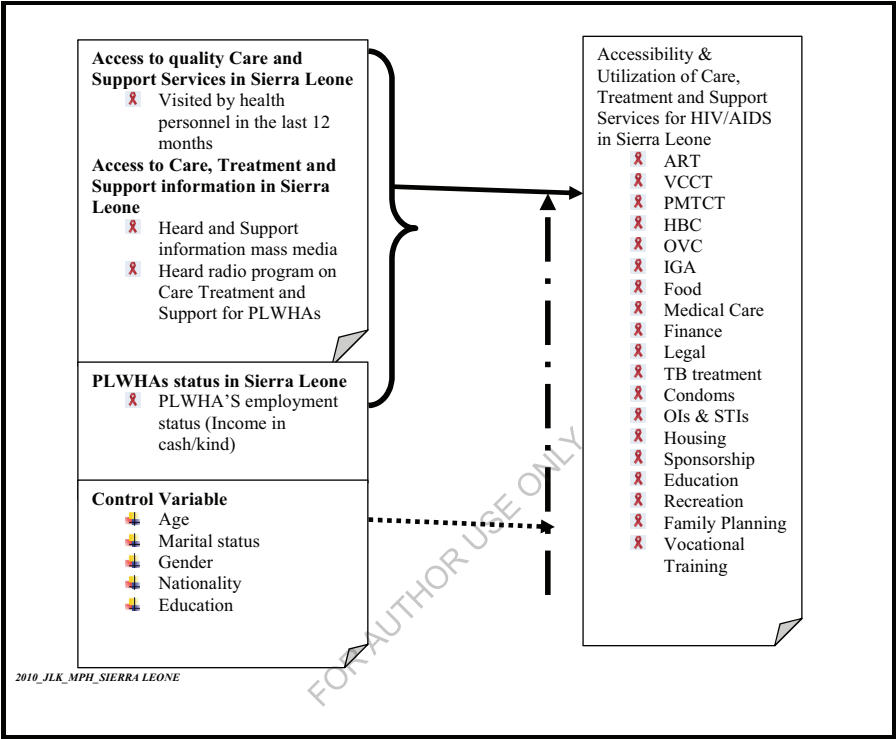 Access to quality Care and
Support Services in Sierra Leone
Visited by health
personnel in the last 12
months
Access to Care, Treatment and
Support information in Sierra
Leone
Heard and Support
information mass media
Heard radio program on
Care Treatment and
Support for PLWHAs
PLWHAs status in Sierra Leone
PLWHA'S employment
status (Income in
cash/kind)
Control Variable
Age
Marital status
Gender
Nationality
Education
Accessibility &
Utilization of Care,
Treatment and Support
Services for HIV/AIDS
in Sierra Leone
ART
VCCT
PMTCT
HBC
OVC
IGA
Food
Medical Care
Finance
Legal
TB treatment
Condoms
OIs & STIs
Housing
Sponsorship
Education
Recreation
Family Planning
Vocational
Training
2010_JLK_MPH_SIERRA LEONE
FOR AUTHOR USE ONLY